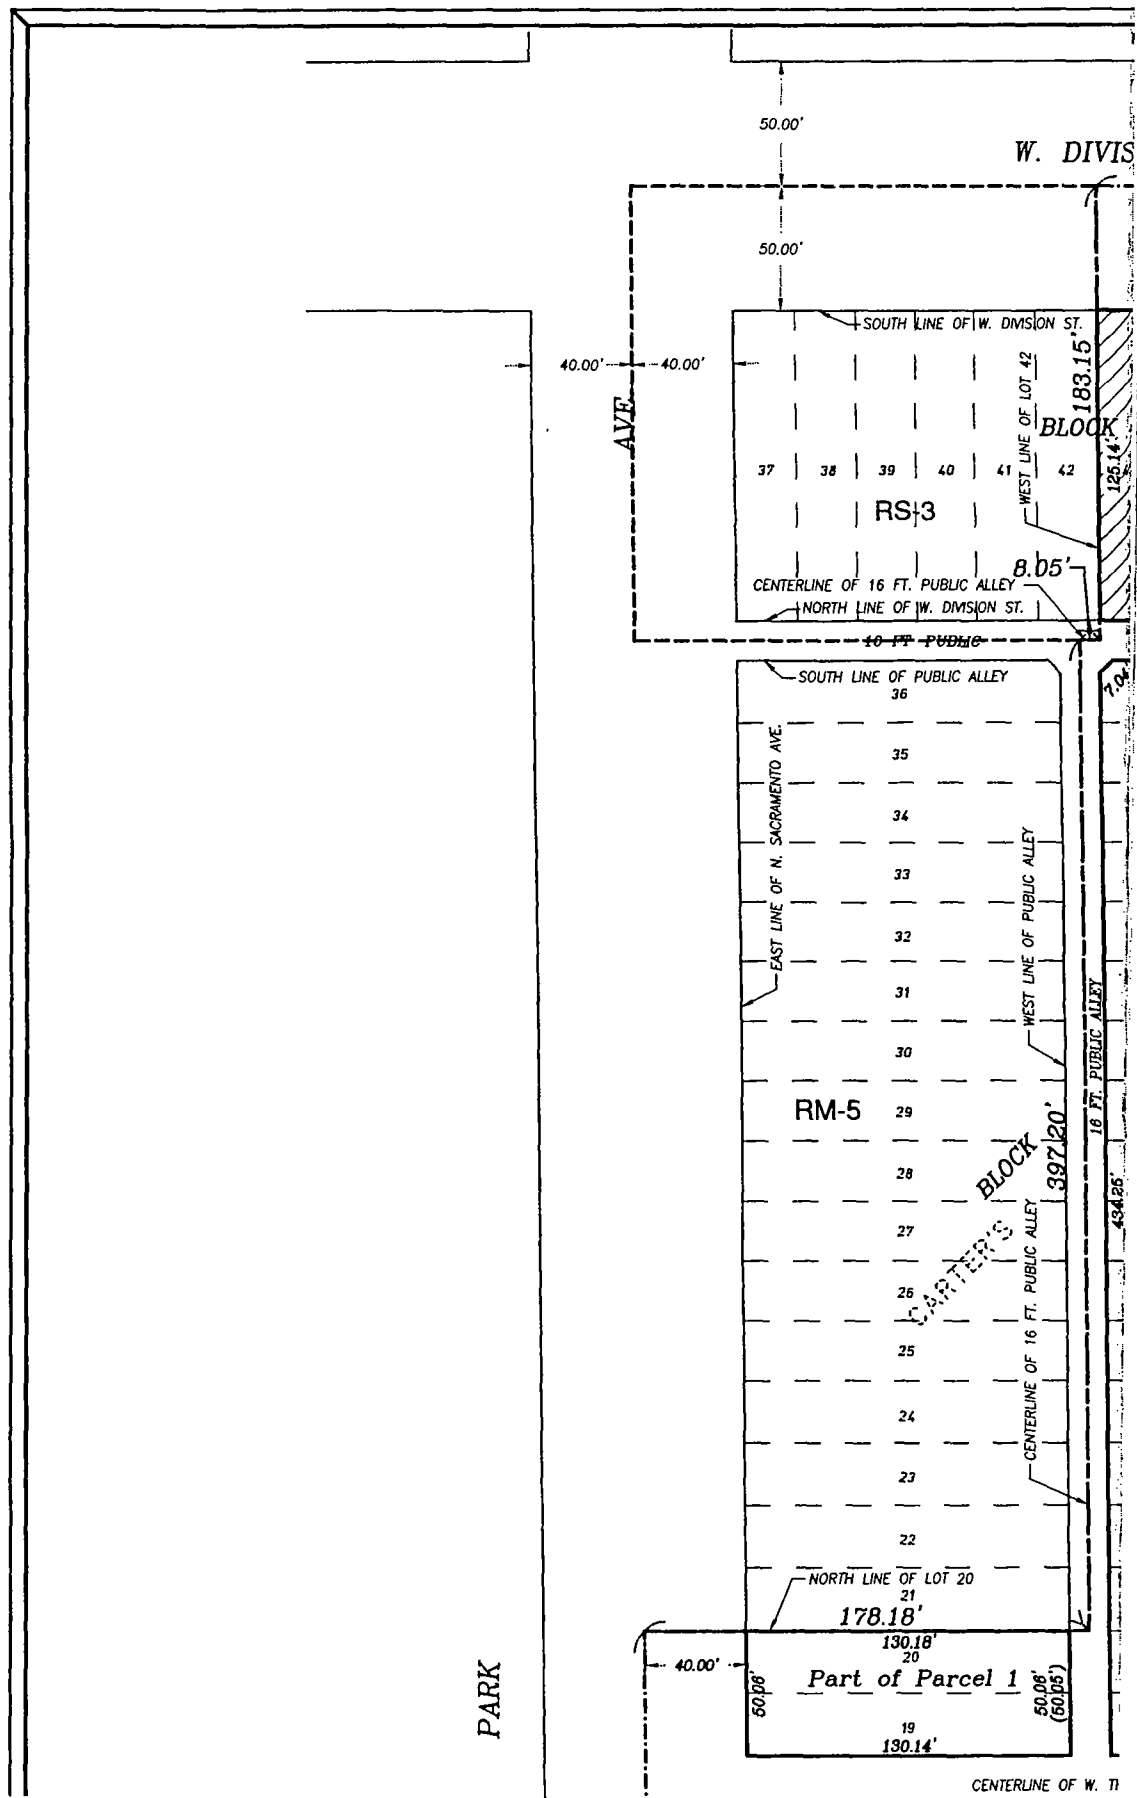 50.00'
W. DIVIS
50.00'
SOUTH LINE OF W. DIVISION ST.
40.00'
40.00'
183.15'
WEST LINE OF LOT 42
AVE
BLOCK
125.14'
37
38
39
40
41
42
RS-3
8.05'
CENTERLINE OF 16 FT. PUBLIC ALLEY
NORTH LINE OF W. DIVISION ST.
FT PUBLIC
SOUTH LINE OF PUBLIC ALLEY
7.04'
36
EAST LINE OF N. SACRAMENTO AVE.
35
34
33
WEST LINE OF PUBLIC ALLEY
32
31
16 FT. PUBLIC ALLEY
30
RM-5
29
397.20'
BLOCK
28
434.25'
27
CARTER'S
CENTERLINE OF 16 FT. PUBLIC ALLEY
26
25
24
23
22
NORTH LINE OF LOT 20
21
178.18'
130.18'
20
40.00'
Part of Parcel 1
50.06'
50.06'
(50.05')
PARK
19
130.14'
CENTERLINE OF W.